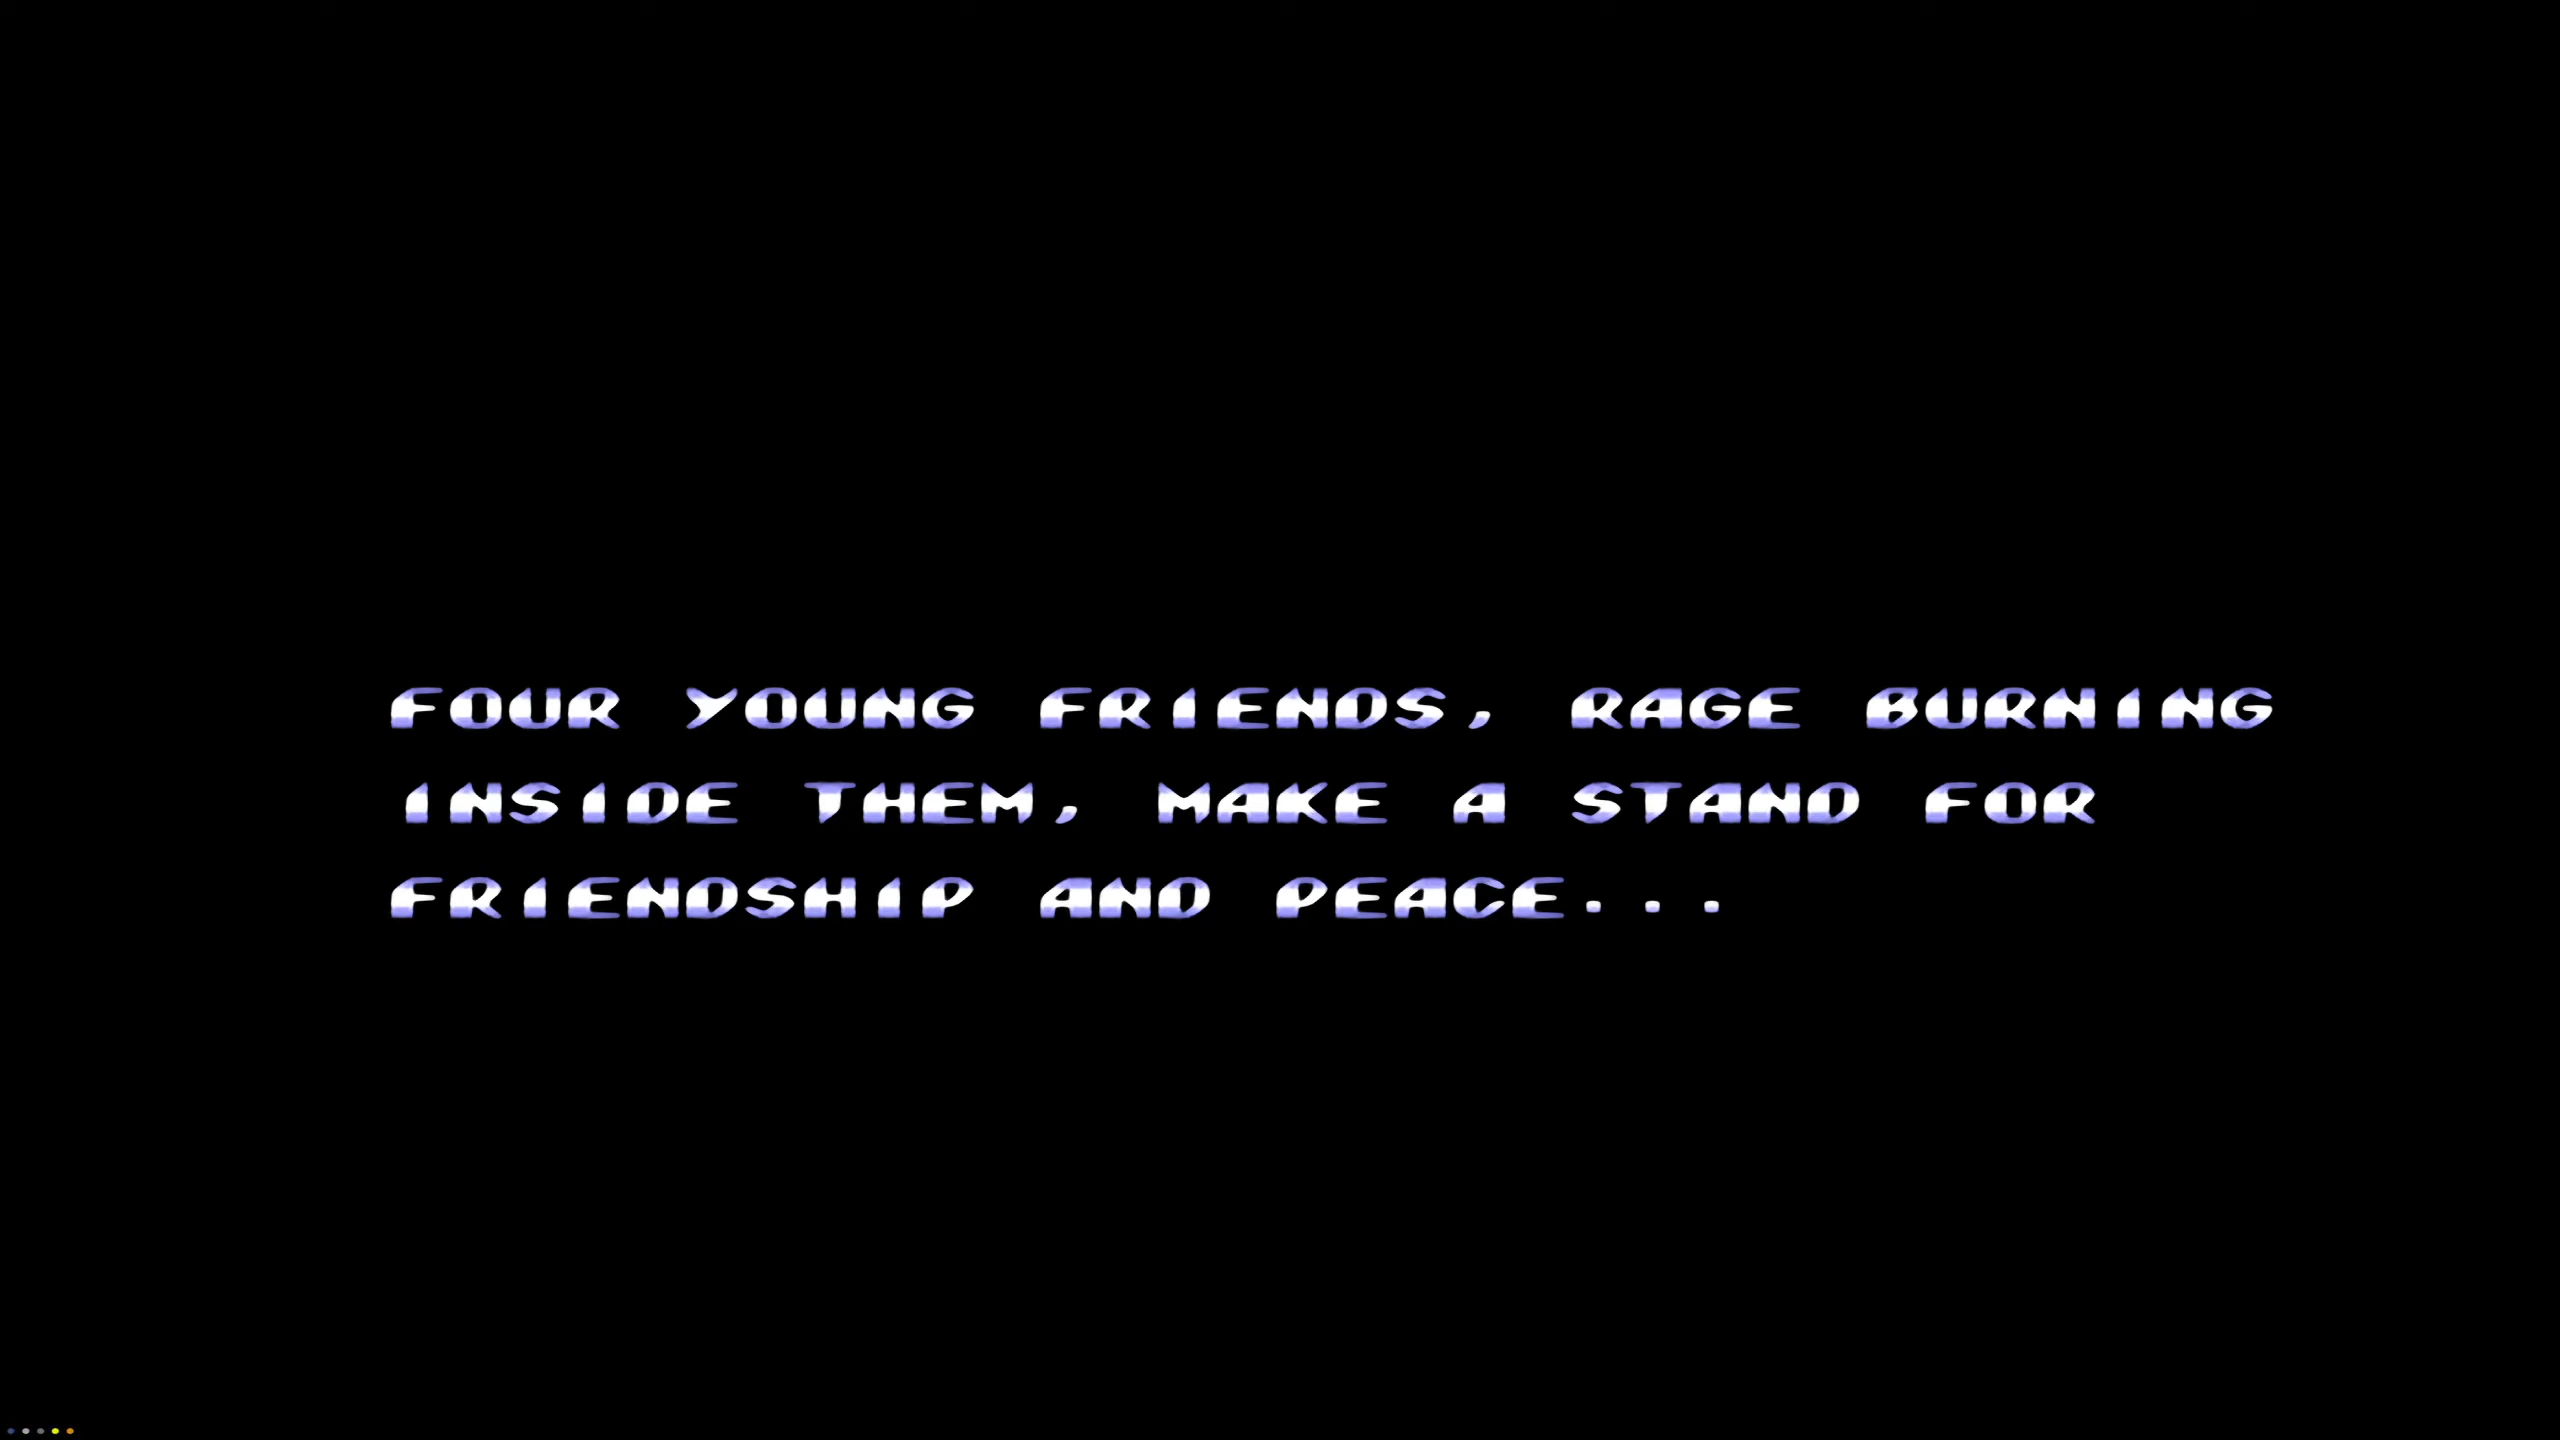 FOUR YOUNG FRIENDS, RAGE BURNING
INSIDE THEM, MAKE A STAND FOR
FRIENDSHIP AND PEACE...